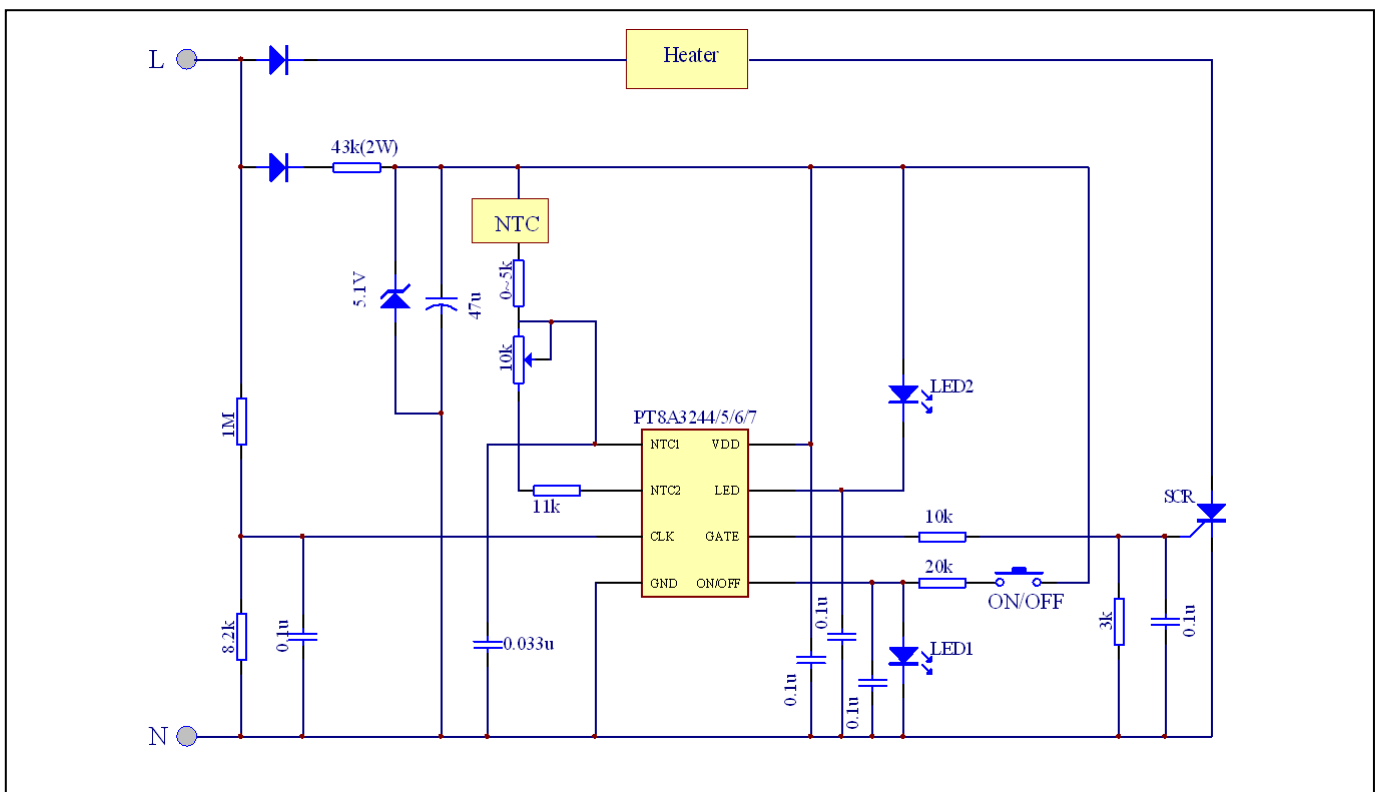 L
Heater
43k(2W)
NTC
5.1V
47u
0~5k
10k
1M
PT8A3244/5/6/7
LED2
NTC1
VDD
NTC2
LED
11k
SCR
CLK
GATE
10k
GND
ON/OFF
20k
ON/OFF
8.2k
0.1u
0.033u
0.1u
0.1u
0.1u
LED1
3k
0.1u
N